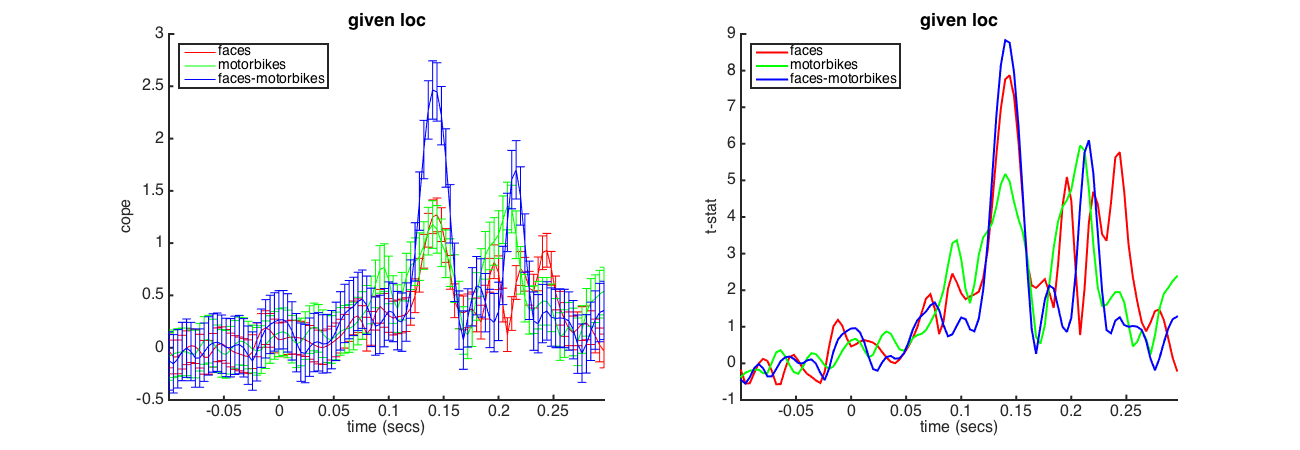 given loc
3
2.5
2
1.5
1
0.5
0
-0.5
cope
faces
motorbikes
faces-motorbikes
-0.05 0 0.05 0.1 0.15 0.2 0.25
time (secs)
given loc
9
8
7
6
5
4
3
2
1
0
-1
t-stat
faces
motorbikes
faces-motorbikes
-0.05 0 0.05 0.1 0.15 0.2 0.25
time (secs)